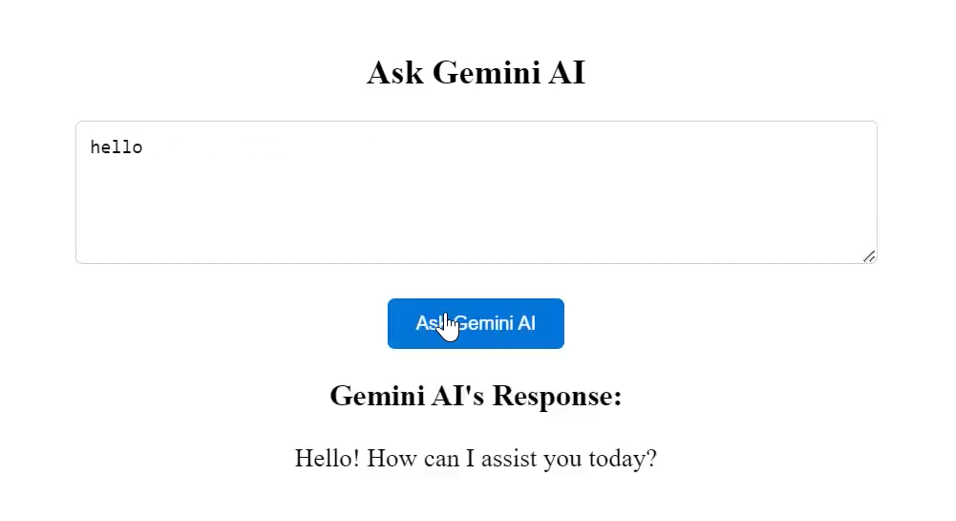 Ask Gemini AI
hello
Ask Gemini AI
Gemini AI's Response:
Hello! How can I assist you today?